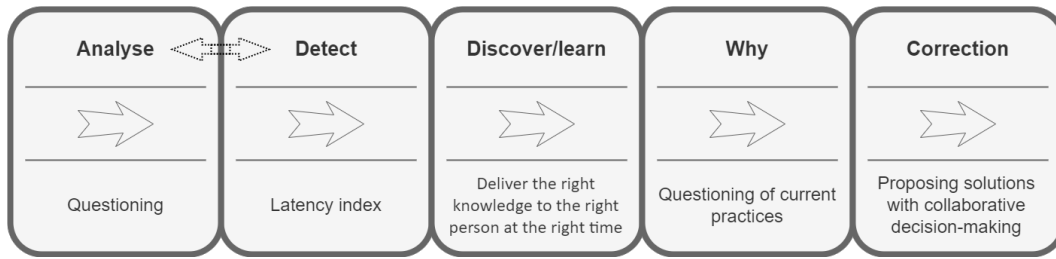 Analyse
Detect
Discover/learn
Why
Correction
Questioning
Latency index
Deliver the right
knowledge to the right
person at the right time
Questioning of current
practices
Proposing solutions
with collaborative
decision-making